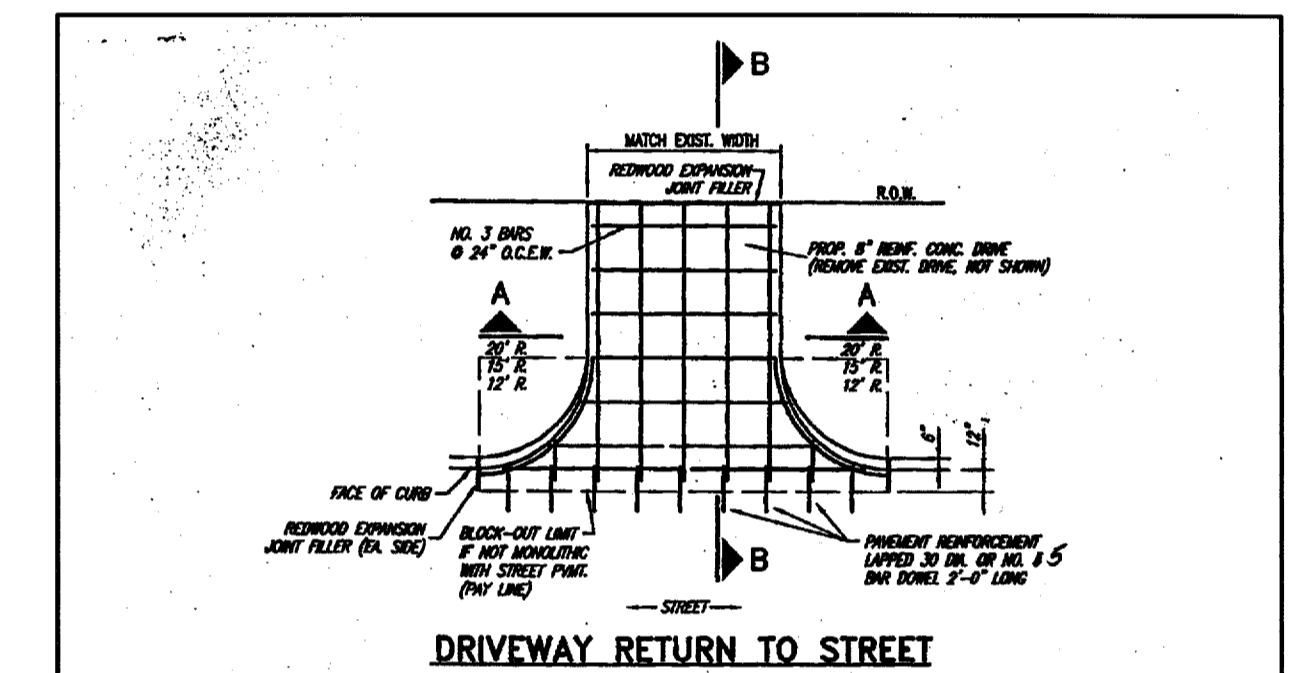 B
MATCH EXIST. WIDTH
REDWOOD EXPANSION
JOINT FILLER
R.O.W.
NO. 3 BARS
@ 24" O.C.E.W.
PROP. 8" REINF. CONC. DRIVE
(REMOVE EXIST. DRIVE, NOT SHOWN)
A
A
20' R.
15' R.
12' R.
20' R.
15' R.
12' R.
6"
12"
FACE OF CURB
REDWOOD EXPANSION
JOINT FILLER (EA. SIDE)
BLOCK-OUT LIMIT
IF NOT MONOLITHIC
WITH STREET PVMT.
(PAY LINE)
B
PAVEMENT REINFORCEMENT
LAPPED 30 DIA. OR NO. 5
BAR DOWEL 2'-0" LONG
STREET
DRIVEWAY RETURN TO STREET